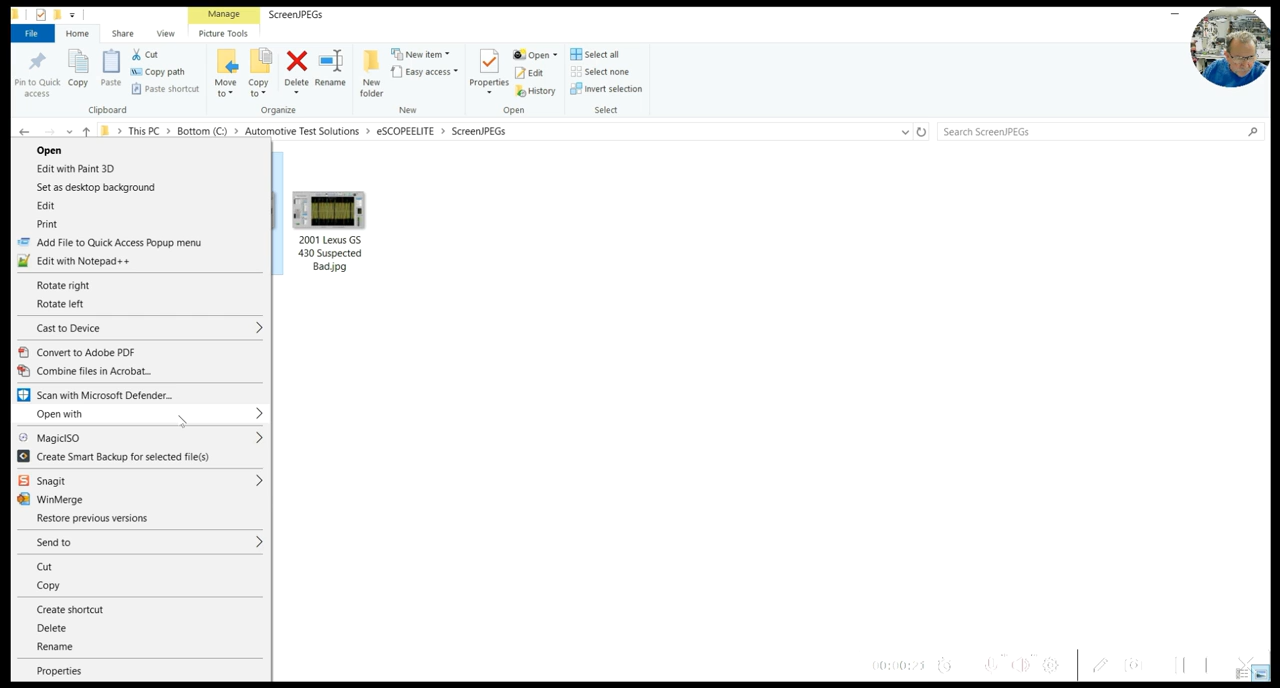 Manage
ScreenJPEGs
File
Home
Share
View
Picture Tools
Pin to Quick access
Copy
Paste
Cut
Copy path
Paste shortcut
Clipboard
Move to
Copy to
Delete
Rename
Organize
New folder
New item
Easy access
New
Properties
Open
Edit
History
Open
Select all
Select none
Invert selection
Select
This PC
Bottom (C:)
Automotive Test Solutions
eSCOPEELITE
ScreenJPEGs
Search ScreenJPEGs
Open
Edit with Paint 3D
Set as desktop background
Edit
Print
Add File to Quick Access Popup menu
Edit with Notepad++
Rotate right
Rotate left
Cast to Device
Convert to Adobe PDF
Combine files in Acrobat...
Scan with Microsoft Defender...
Open with
MagicISO
Create Smart Backup for selected file(s)
Snagit
WinMerge
Restore previous versions
Send to
Cut
Copy
Create shortcut
Delete
Rename
Properties
2001 Lexus GS
430 Suspected
Bad.jpg